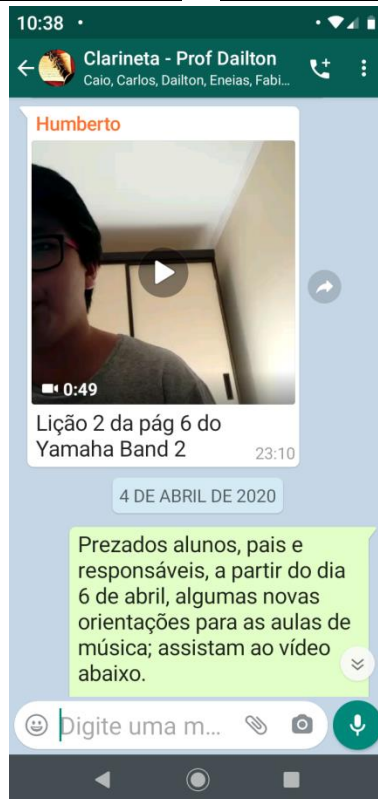 10:38
Clarineta - Prof Dailton
Caio, Carlos, Dailton, Eneias, Fabi...
Humberto
0:49
Lição 2 da pág 6 do
Yamaha Band 2
23:10
4 DE ABRIL DE 2020
Prezados alunos, pais e
responsáveis, a partir do dia
6 de abril, algumas novas
orientações para as aulas de
música; assistam ao vídeo
abaixo.
Digite uma m...